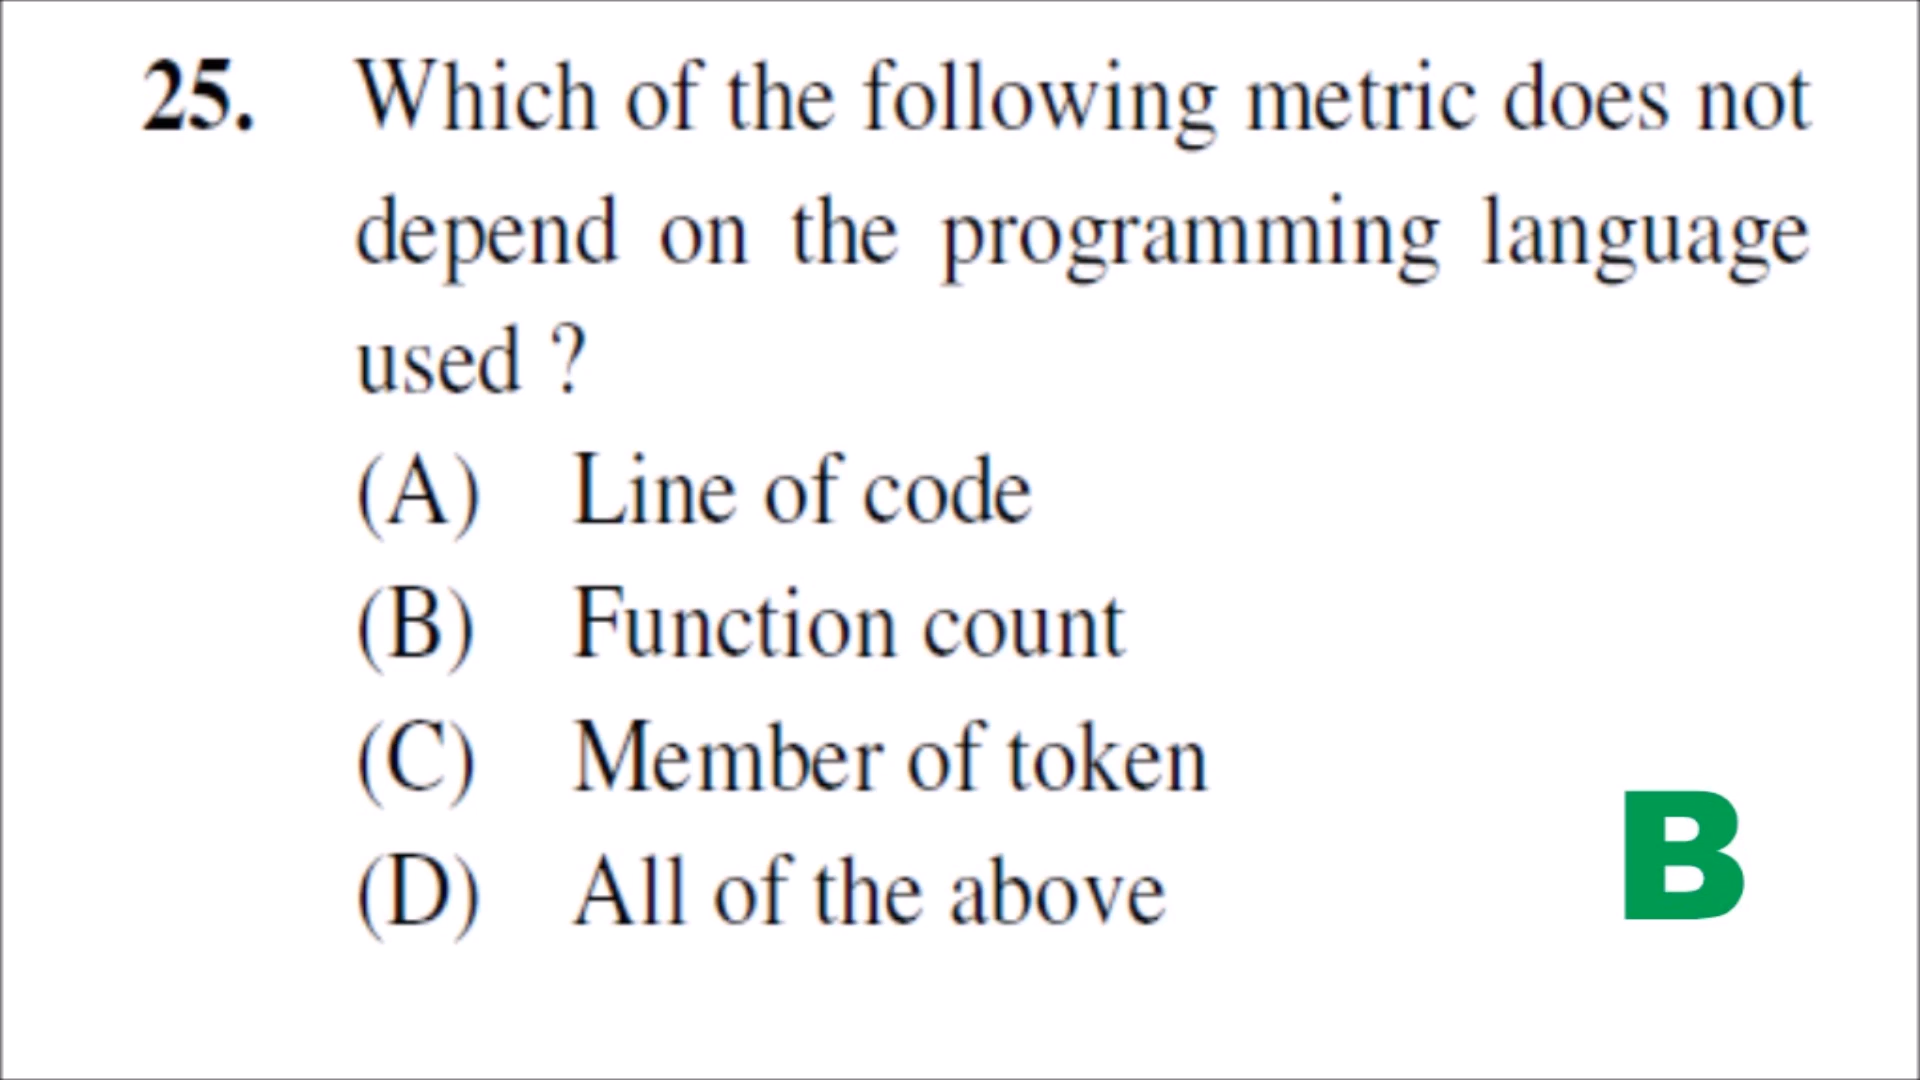 25. Which of the following metric does not
depend on the programming language
used ?
(A) Line of code
(B) Function count
(C) Member of token
(D) All of the above
B